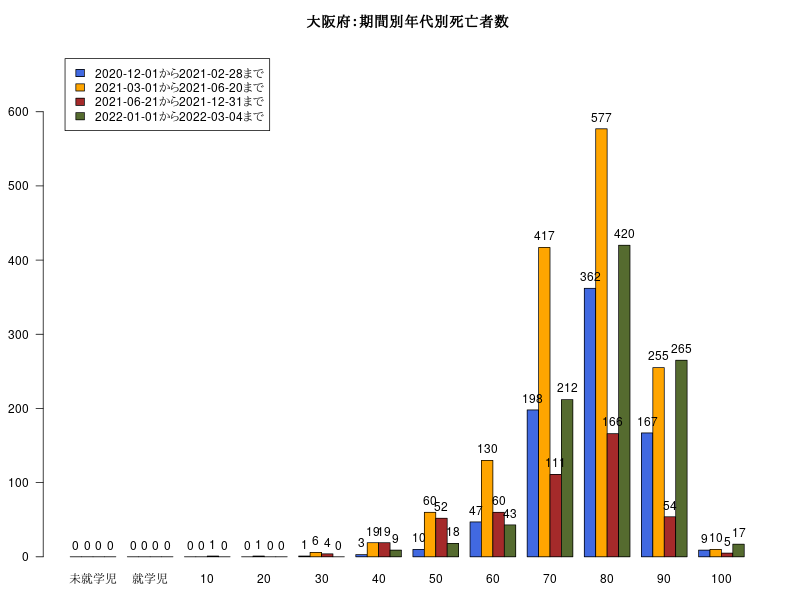 大阪府:期間別年代別死亡者数
2020-12-01から2021-02-28まで
2021-03-01から2021-06-20まで
2021-06-21から2021-12-31まで
2022-01-01から2022-03-04まで
600
500
400
300
200
100
0
0 0 0 0
0 0 0 0
0 0 1 0
0 1 0 0
1 6 4 0
3 19 19 9
10 60 52 18
47 130 60 43
198 417 111 212
362 577 166 420
167 255 54 265
9 10 5 17
未就学児 就学児 10 20 30 40 50 60 70 80 90 100